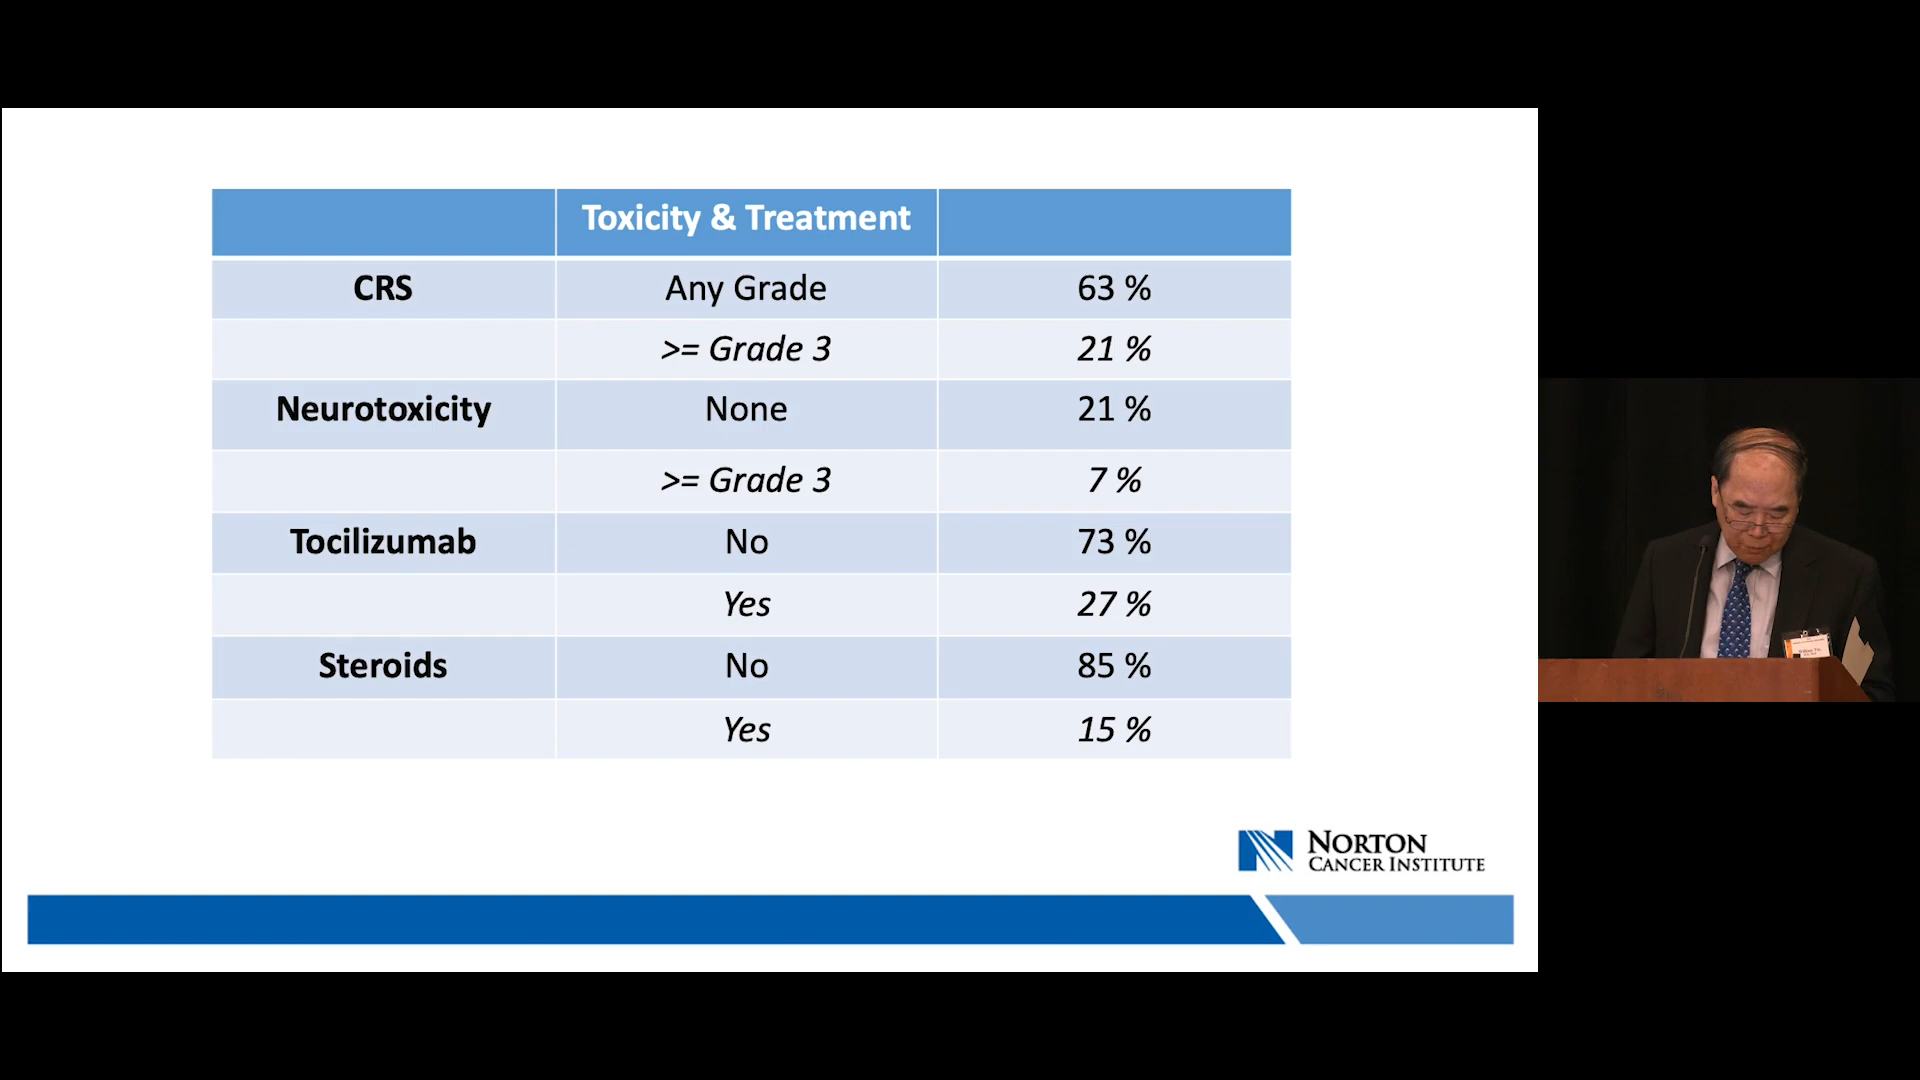 Toxicity & Treatment
CRS Any Grade 63 %
>= Grade 3 21 %
Neurotoxicity None 21 %
>= Grade 3 7 %
Tocilizumab No 73 %
Yes 27 %
Steroids No 85 %
Yes 15 %
NORTON
CANCER INSTITUTE